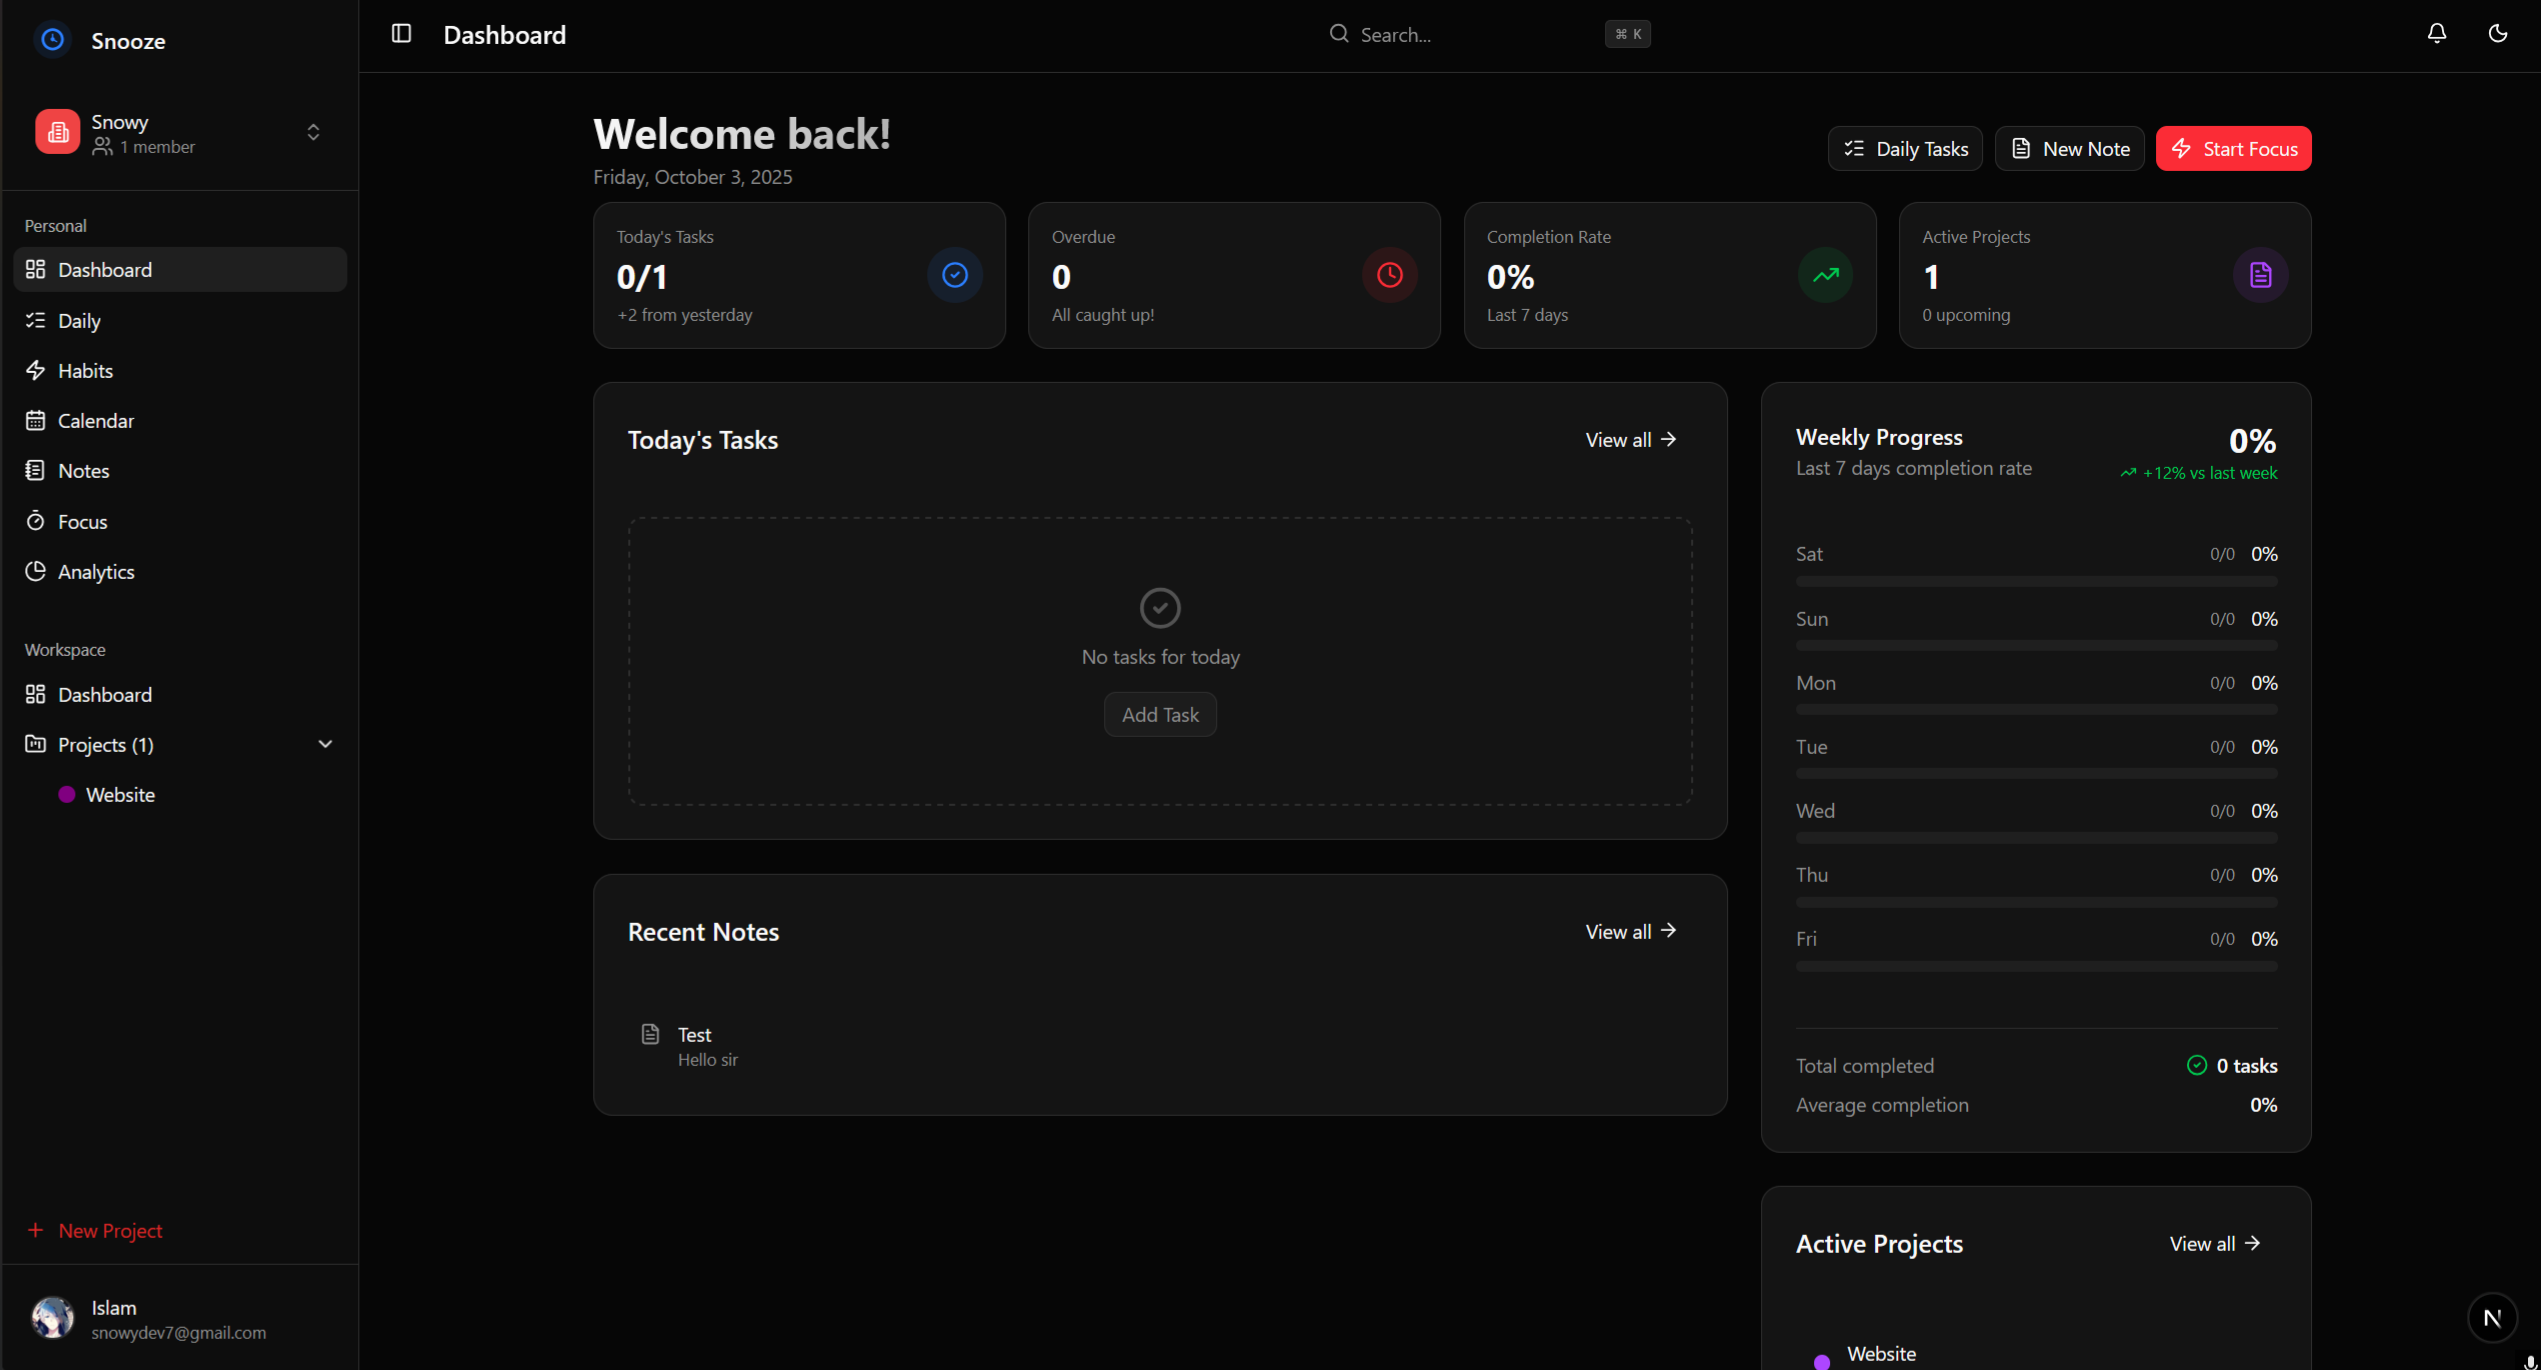 Snooze
Snowy
1 member
Personal
Dashboard
Daily
Habits
Calendar
Notes
Focus
Analytics
Workspace
Dashboard
Projects (1)
Website
New Project
Islam
snowydev7@gmail.com
Dashboard
Search...
⌘ K
Welcome back!
Friday, October 3, 2025
Daily Tasks
New Note
Start Focus
Today's Tasks
0/1
+2 from yesterday
Overdue
0
All caught up!
Completion Rate
0%
Last 7 days
Active Projects
1
0 upcoming
Today's Tasks
View all
No tasks for today
Add Task
Recent Notes
View all
Test
Hello sir
Weekly Progress
0%
Last 7 days completion rate
+12% vs last week
Sat 0/0 0%
Sun 0/0 0%
Mon 0/0 0%
Tue 0/0 0%
Wed 0/0 0%
Thu 0/0 0%
Fri 0/0 0%
Total completed 0 tasks
Average completion 0%
Active Projects
View all
Website
N